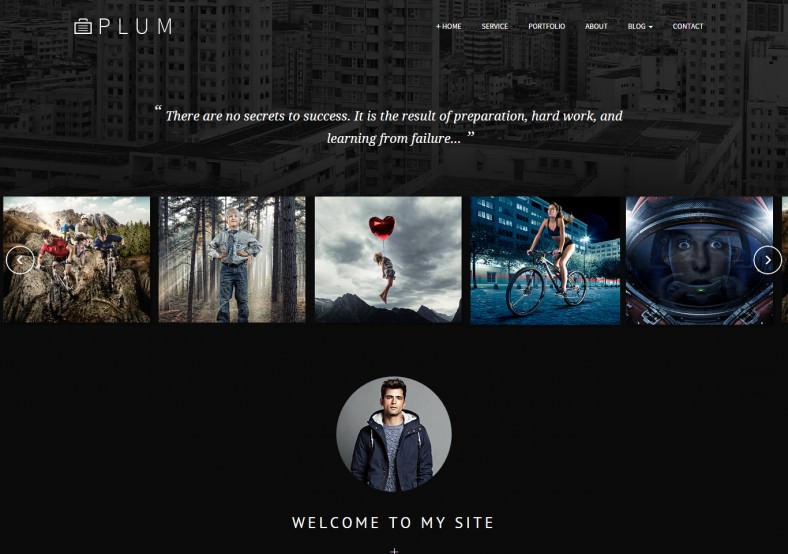 PLUM
+ HOME SERVICE PORTFOLIO ABOUT BLOG CONTACT
“ There are no secrets to success. It is the result of preparation, hard work, and
learning from failure... ”
WELCOME TO MY SITE